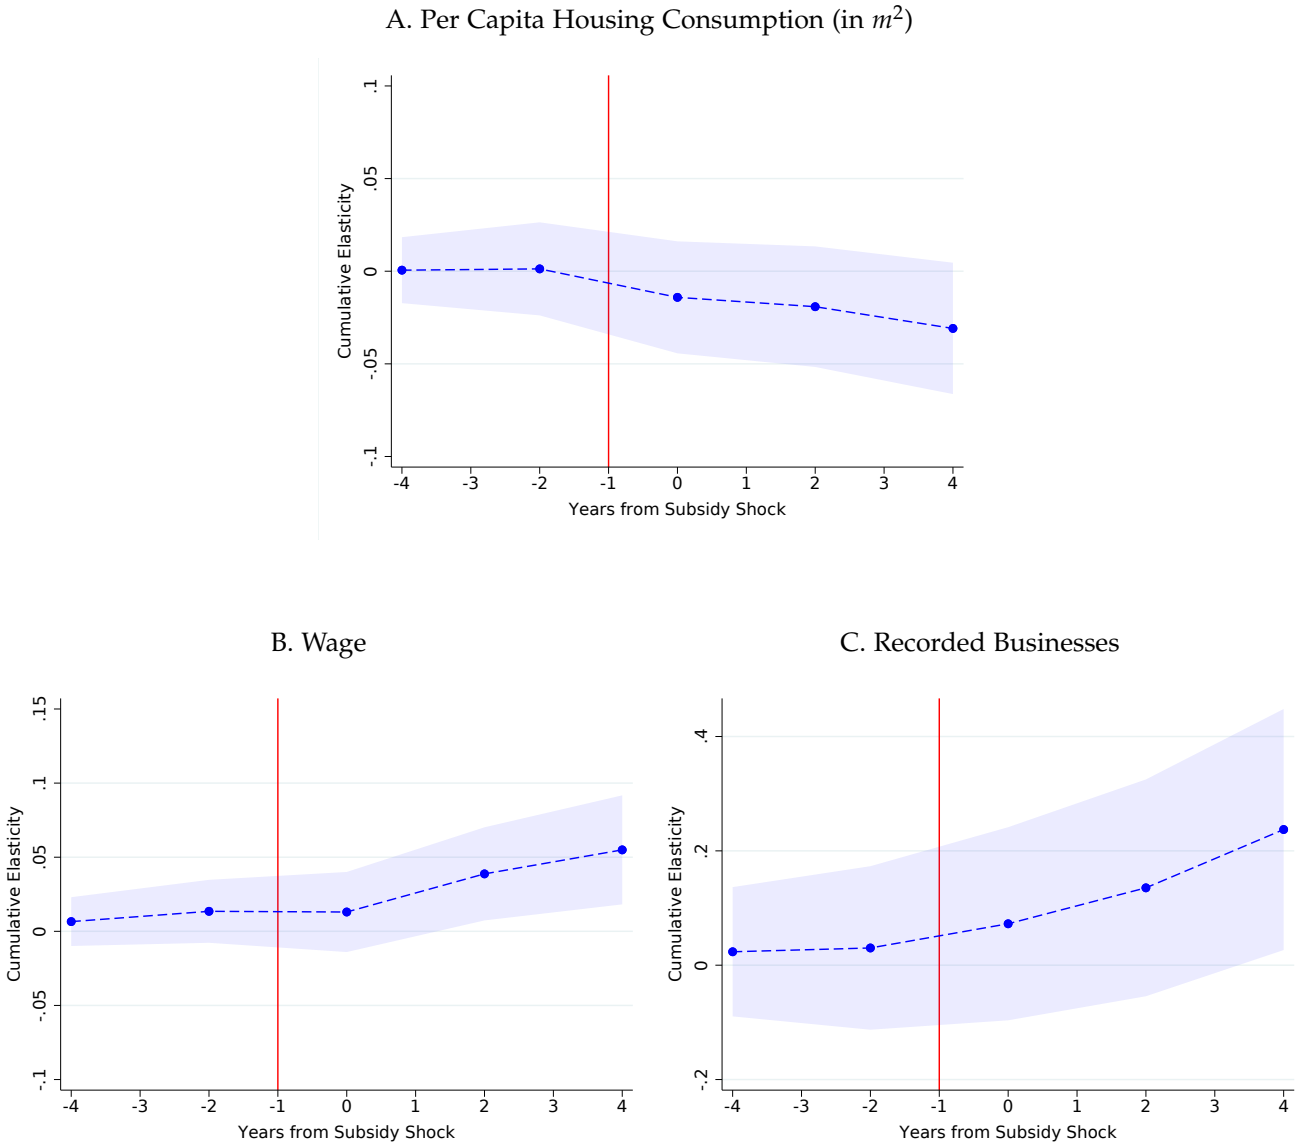 A. Per Capita Housing Consumption (in m²)
.1
.05
0
-.05
-.1
Cumulative Elasticity
-4 -3 -2 -1 0 1 2 3 4
Years from Subsidy Shock
B. Wage
.15
.1
.05
0
-.05
-.1
Cumulative Elasticity
-4 -3 -2 -1 0 1 2 3 4
Years from Subsidy Shock
C. Recorded Businesses
.4
.2
0
-.2
Cumulative Elasticity
-4 -3 -2 -1 0 1 2 3 4
Years from Subsidy Shock